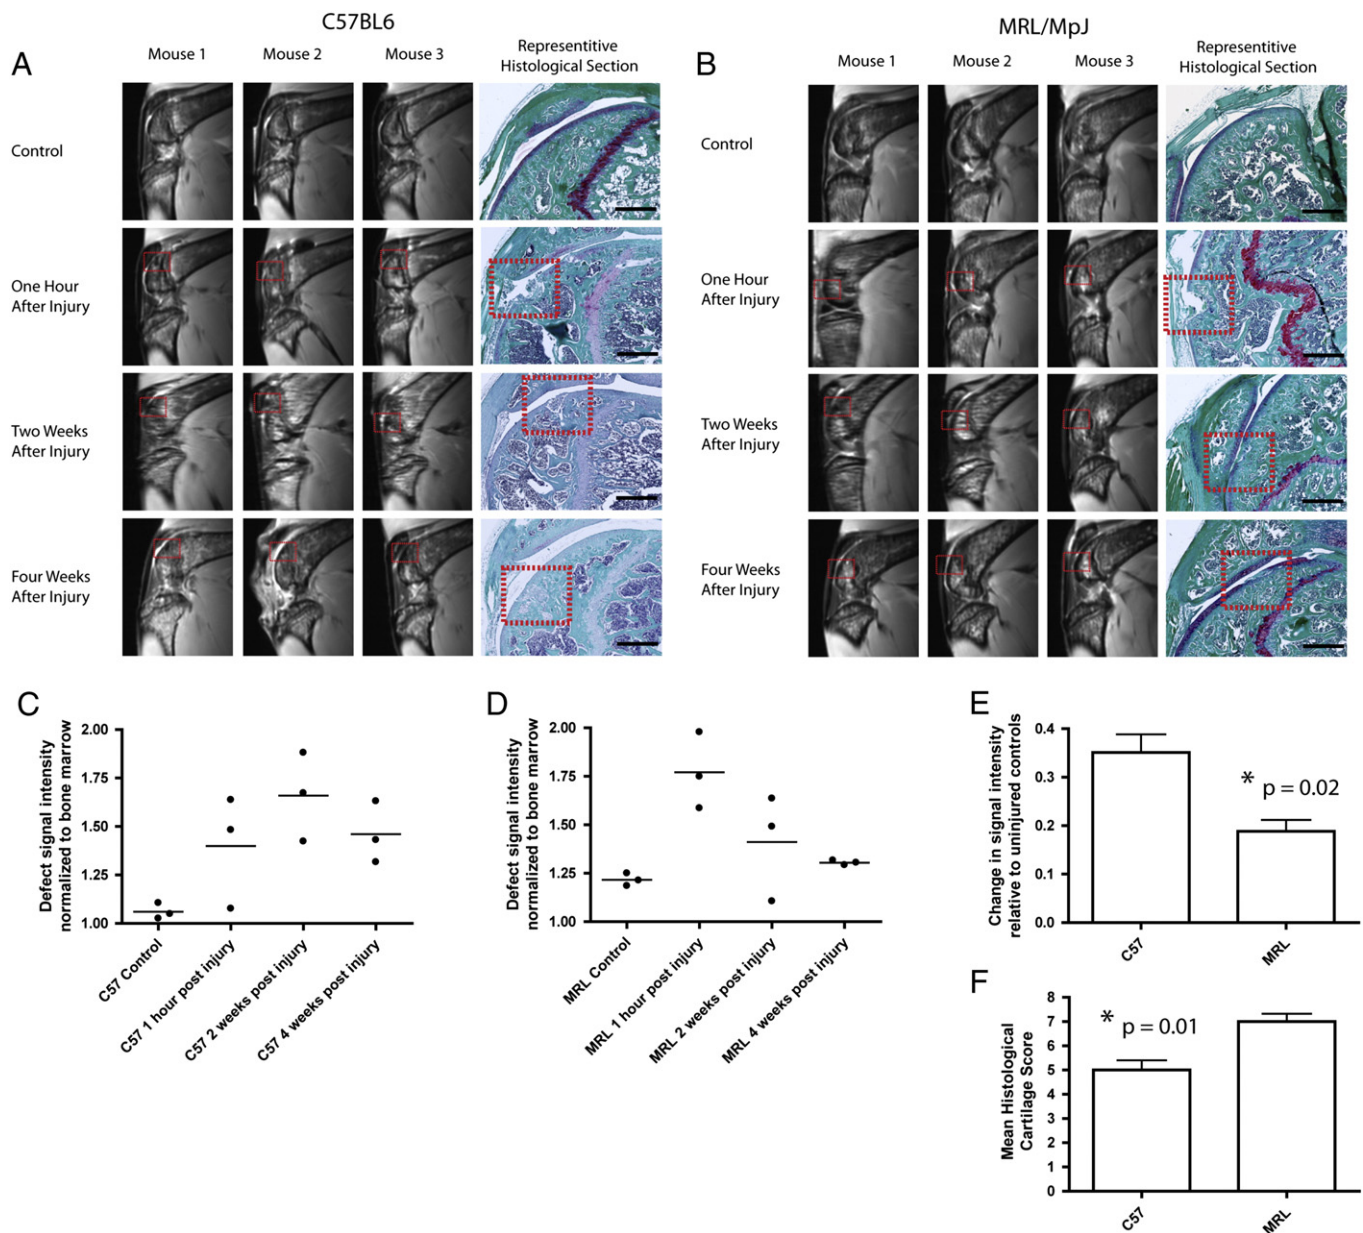 C57BL6
A
Mouse 1
Mouse 2
Mouse 3
Representitive
Histological Section
Control
One Hour
After Injury
Two Weeks
After Injury
Four Weeks
After Injury
MRL/MpJ
B
Mouse 1
Mouse 2
Mouse 3
Representitive
Histological Section
Control
One Hour
After Injury
Two Weeks
After Injury
Four Weeks
After Injury
C
Defect signal intensity
normalized to bone marrow
2.00
1.75
1.50
1.25
1.00
C57 Control
C57 1 hour post injury
C57 2 weeks post injury
C57 4 weeks post injury
D
Defect signal intensity
normalized to bone marrow
2.00
1.75
1.50
1.25
1.00
MRL Control
MRL 1 hour post injury
MRL 2 weeks post injury
MRL 4 weeks post injury
E
Change in signal intensity
relative to uninjured controls
0.4
0.3
0.2
0.1
0.0
* p = 0.02
C57
MRL
F
Mean Histological
Cartilage Score
8
7
6
5
4
3
2
1
0
* p = 0.01
C57
MRL